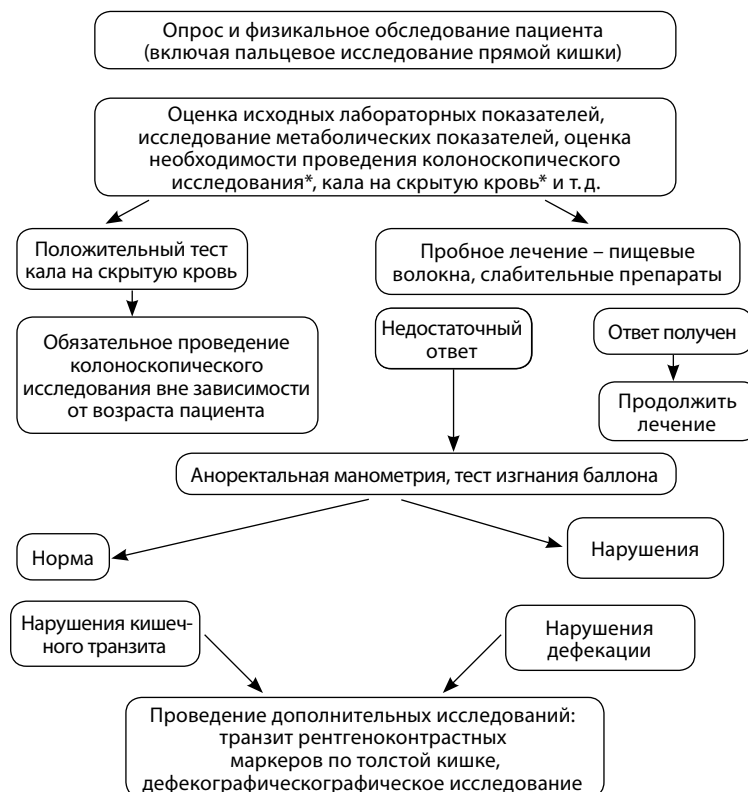 Опрос и физикальное обследование пациента
(включая пальцевое исследование прямой кишки)
Оценка исходных лабораторных показателей,
исследование метаболических показателей, оценка
необходимости проведения колоноскопического
исследования*, кала на скрытую кровь* и т. д.
Положительный тест
кала на скрытую кровь
Пробное лечение – пищевые
волокна, слабительные препараты
Обязательное проведение
колоноскопического
исследования вне зависимости
от возраста пациента
Недостаточный
ответ
Ответ получен
Продолжить
лечение
Аноректальная манометрия, тест изгнания баллона
Норма
Нарушения
Нарушения кишеч-
ного транзита
Нарушения
дефекации
Проведение дополнительных исследований:
транзит рентгеноконтрастных
маркеров по толстой кишке,
дефекографическографическое исследование